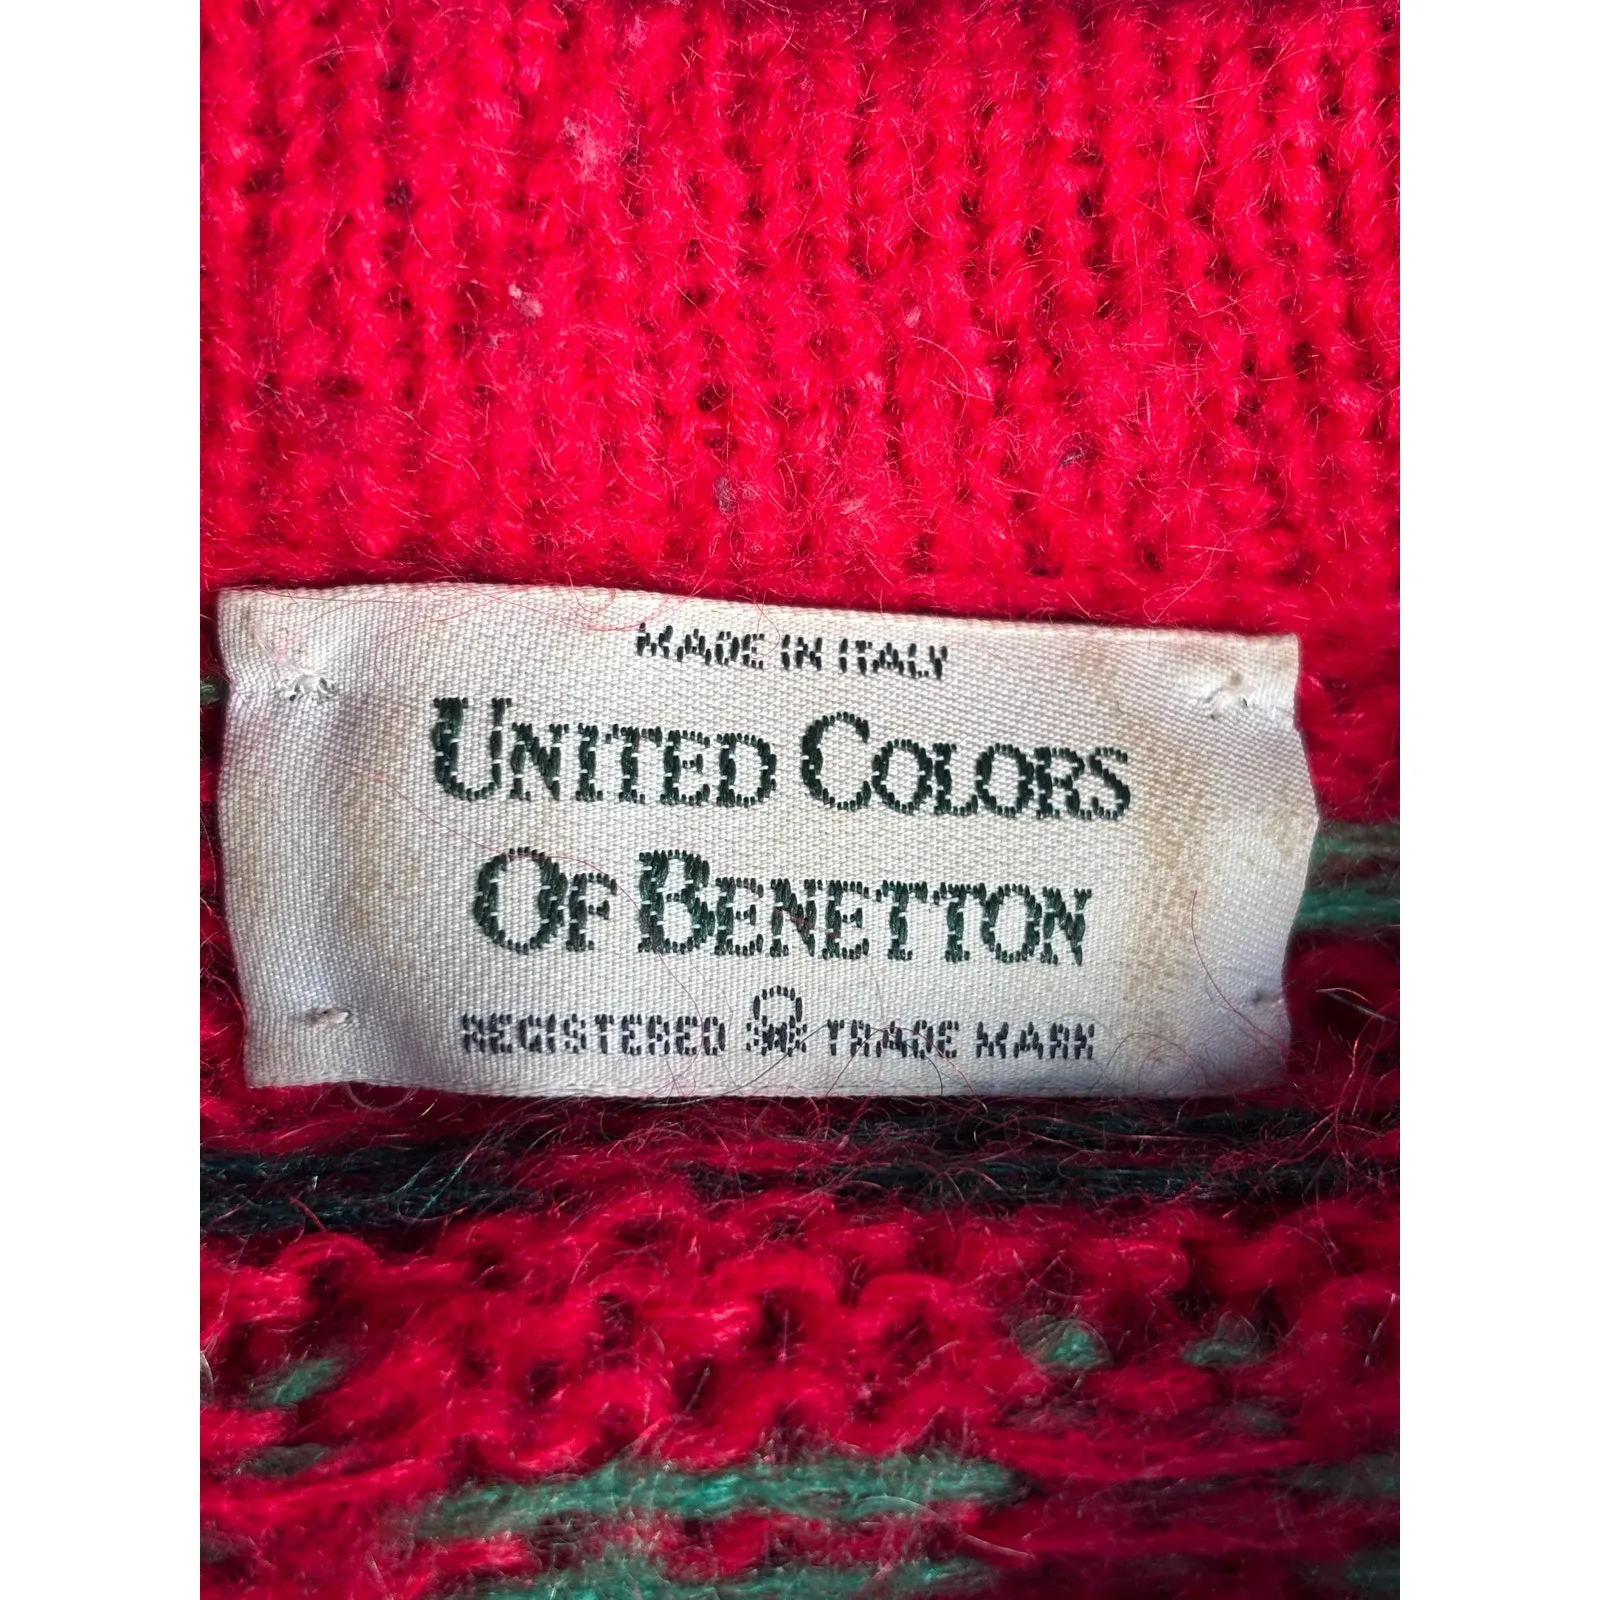 MADE IN ITALY
UNITED COLORS
OF BENETTON
REGISTERED TRADE MARK